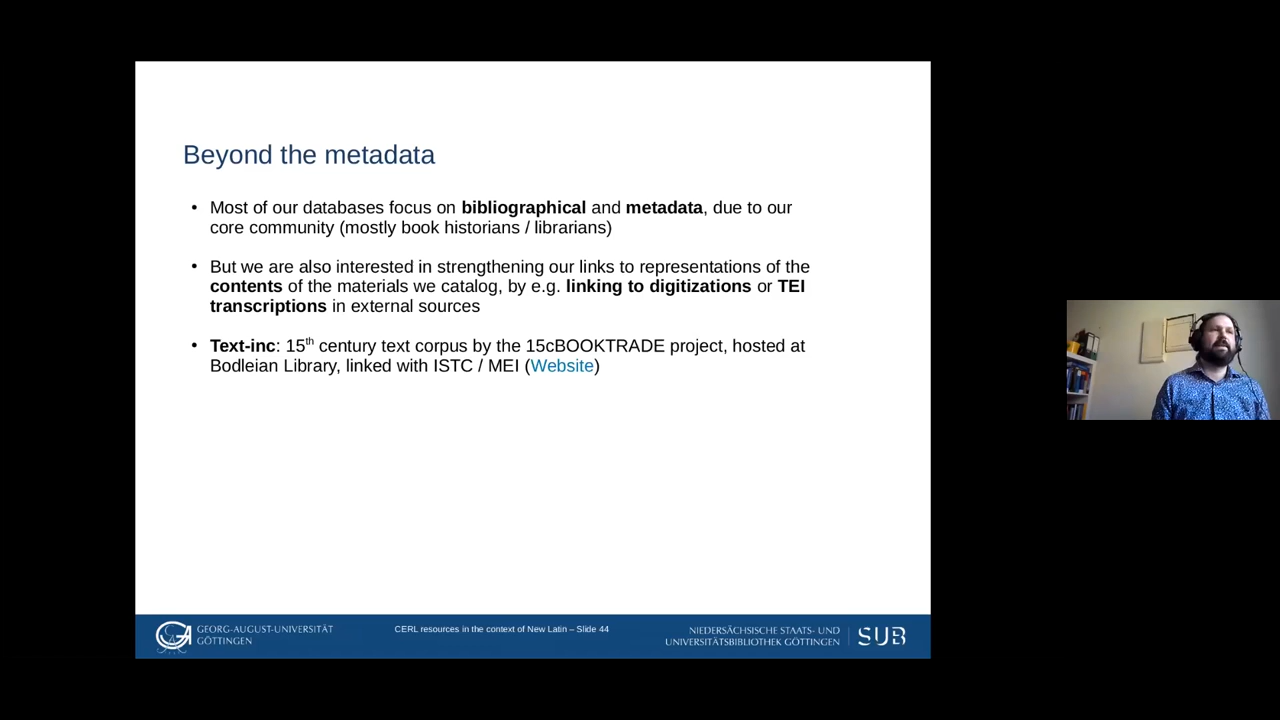 Beyond the metadata
• Most of our databases focus on bibliographical and metadata, due to our
core community (mostly book historians / librarians)
• But we are also interested in strengthening our links to representations of the
contents of the materials we catalog, by e.g. linking to digitizations or TEI
transcriptions in external sources
• Text-inc: 15th century text corpus by the 15cBOOKTRADE project, hosted at
Bodleian Library, linked with ISTC / MEI (Website)
GEORG-AUGUST-UNIVERSITÄT
GÖTTINGEN
CERL resources in the context of New Latin – Slide 44
NIEDERSÄCHSISCHE STAATS- UND
UNIVERSITÄTSBIBLIOTHEK GÖTTINGEN
SUB